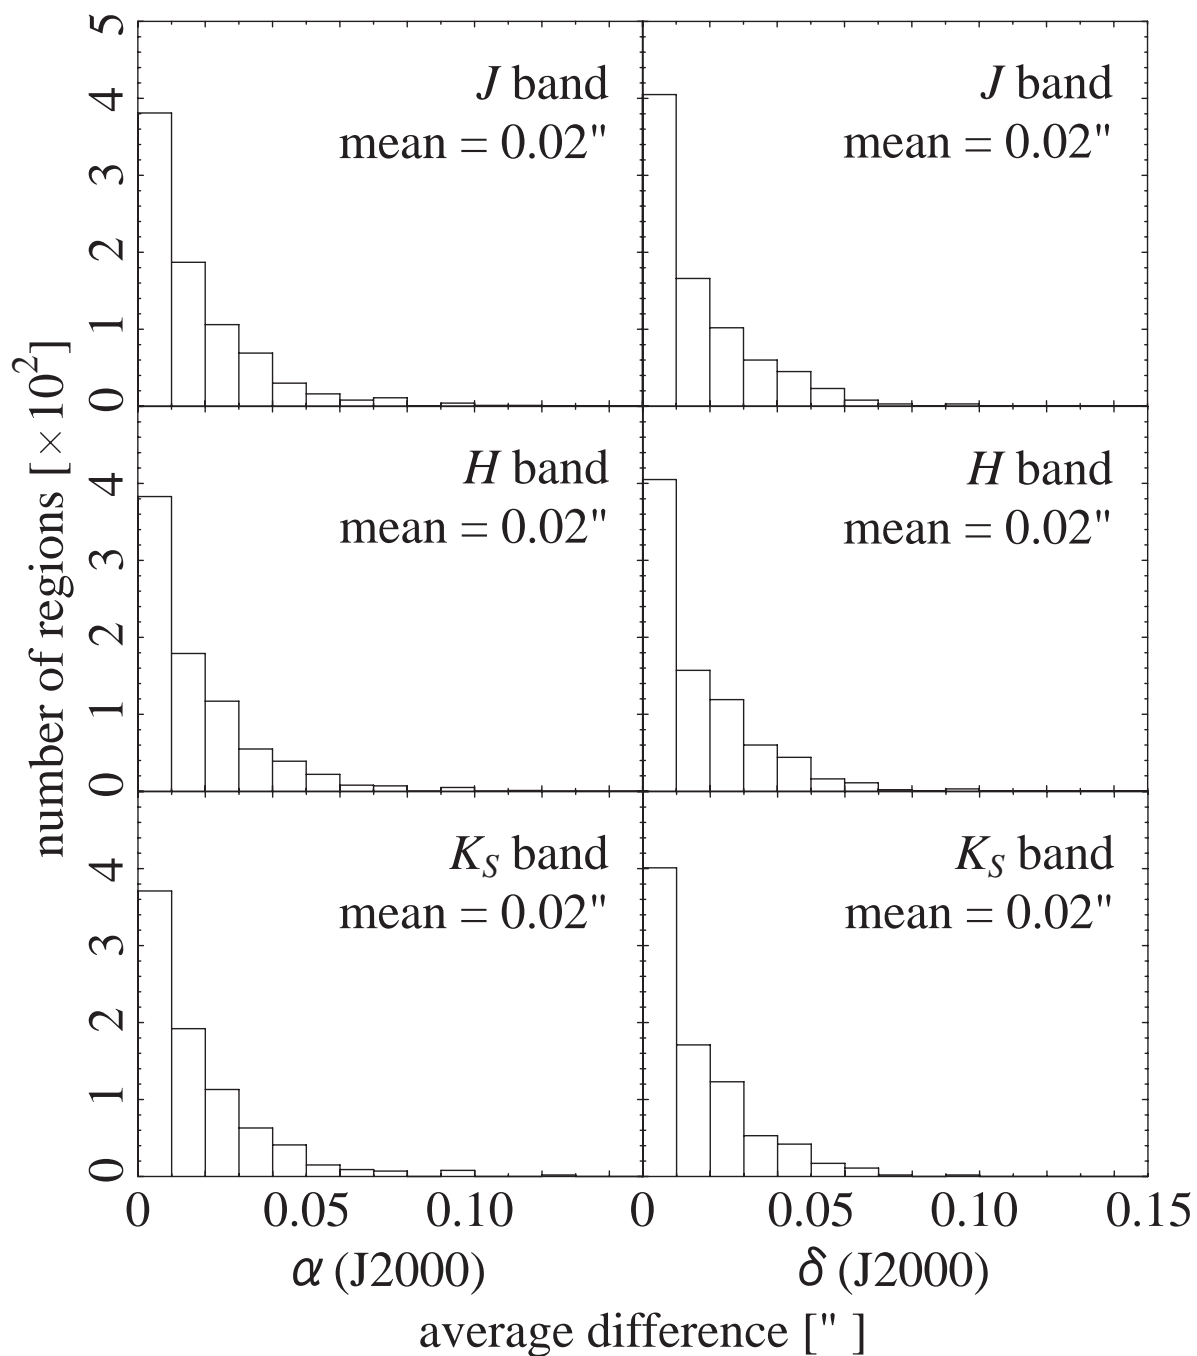 number of regions [×10²]
5
4
3
2
1
0
J band
mean = 0.02"
J band
mean = 0.02"
4
3
2
1
0
H band
mean = 0.02"
H band
mean = 0.02"
4
3
2
1
0
K_S band
mean = 0.02"
K_S band
mean = 0.02"
0 0.05 0.10 0 0.05 0.10 0.15
α (J2000) δ (J2000)
average difference [" ]